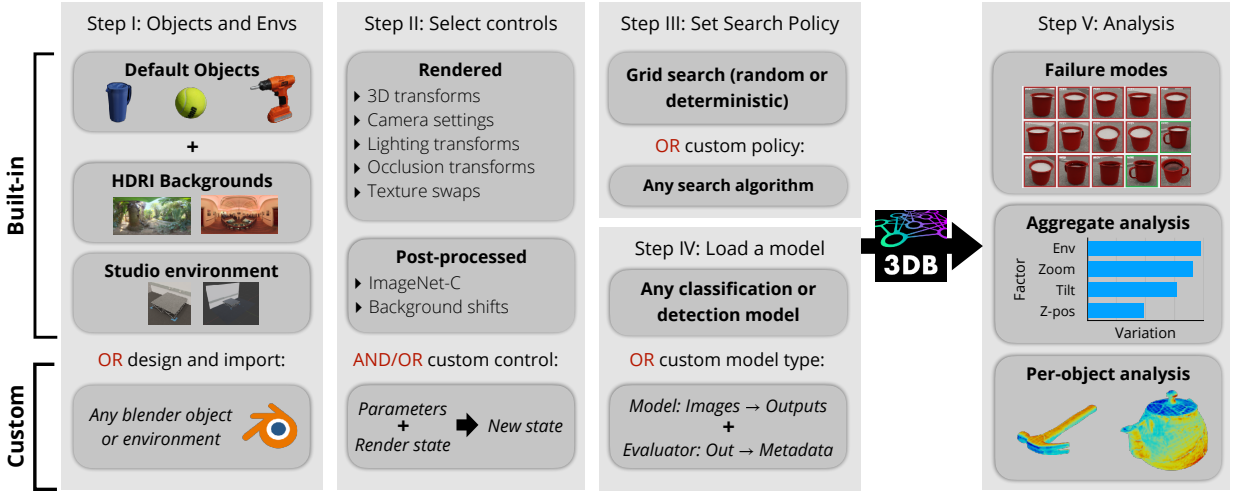 Built-in
Custom
Step I: Objects and Envs
Default Objects
+
HDRI Backgrounds
Studio environment
OR design and import:
Any blender object
or environment
Step II: Select controls
Rendered
3D transforms
Camera settings
Lighting transforms
Occlusion transforms
Texture swaps
Post-processed
ImageNet-C
Background shifts
AND/OR custom control:
Parameters
+
Render state
New state
Step III: Set Search Policy
Grid search (random or
deterministic)
OR custom policy:
Any search algorithm
Step IV: Load a model
Any classification or
detection model
OR custom model type:
Model: Images → Outputs
+
Evaluator: Out → Metadata
3DB
Step V: Analysis
Failure modes
Aggregate analysis
Factor
Env
Zoom
Tilt
Z-pos
Variation
Per-object analysis